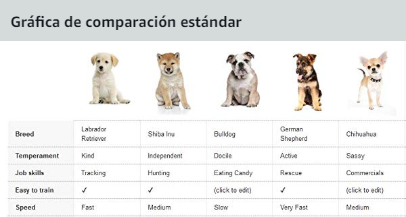 Gráfica de comparación estándar
Breed Labrador Retriever Shiba Inu Bulldog German Shepherd Chihuahua
Temperament Kind Independent Docile Active Sassy
Job skills Tracking Hunting Eating Candy Rescue Commercials
Easy to train ✓ ✓ (click to edit) ✓ (click to edit)
Speed Fast Medium Slow Very Fast Medium